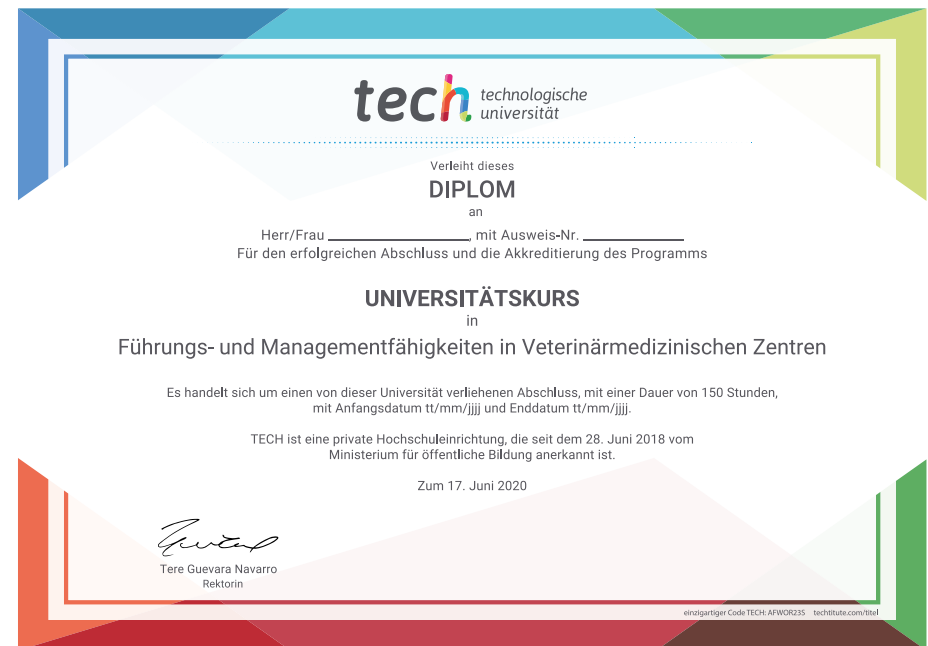 tech technologische
universität
Verleiht dieses
DIPLOM
an
Herr/Frau ____________, mit Ausweis-Nr. ____________
Für den erfolgreichen Abschluss und die Akkreditierung des Programms
UNIVERSITÄTSKURS
in
Führungs- und Managementfähigkeiten in Veterinärmedizinischen Zentren
Es handelt sich um einen von dieser Universität verliehenen Abschluss, mit einer Dauer von 150 Stunden,
mit Anfangsdatum tt/mm/jjjj und Enddatum tt/mm/jjjj.
TECH ist eine private Hochschuleinrichtung, die seit dem 28. Juni 2018 vom
Ministerium für öffentliche Bildung anerkannt ist.
Zum 17. Juni 2020
Tere Guevara Navarro
Rektorin
einzigartiger Code TECH: AFWOR235 techtitute.com/titel